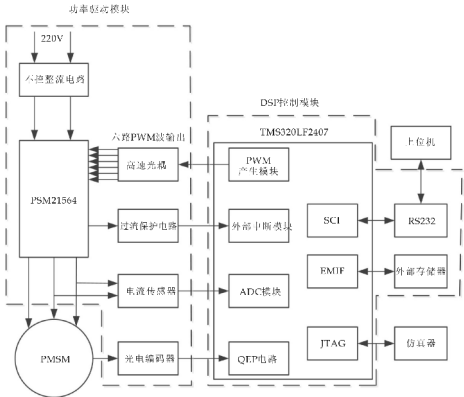 功率驱动模块
220V
不控整流电路
DSP控制模块
六路PWM波输出
TMS320LF2407
上位机
高速光耦
PWM
产生模块
PSM21564
过流保护电路
外部中断模块
SCI
RS232
EMIF
外部存储器
电流传感器
ADC模块
JTAG
仿真器
PMSM
光电编码器
QEP电路